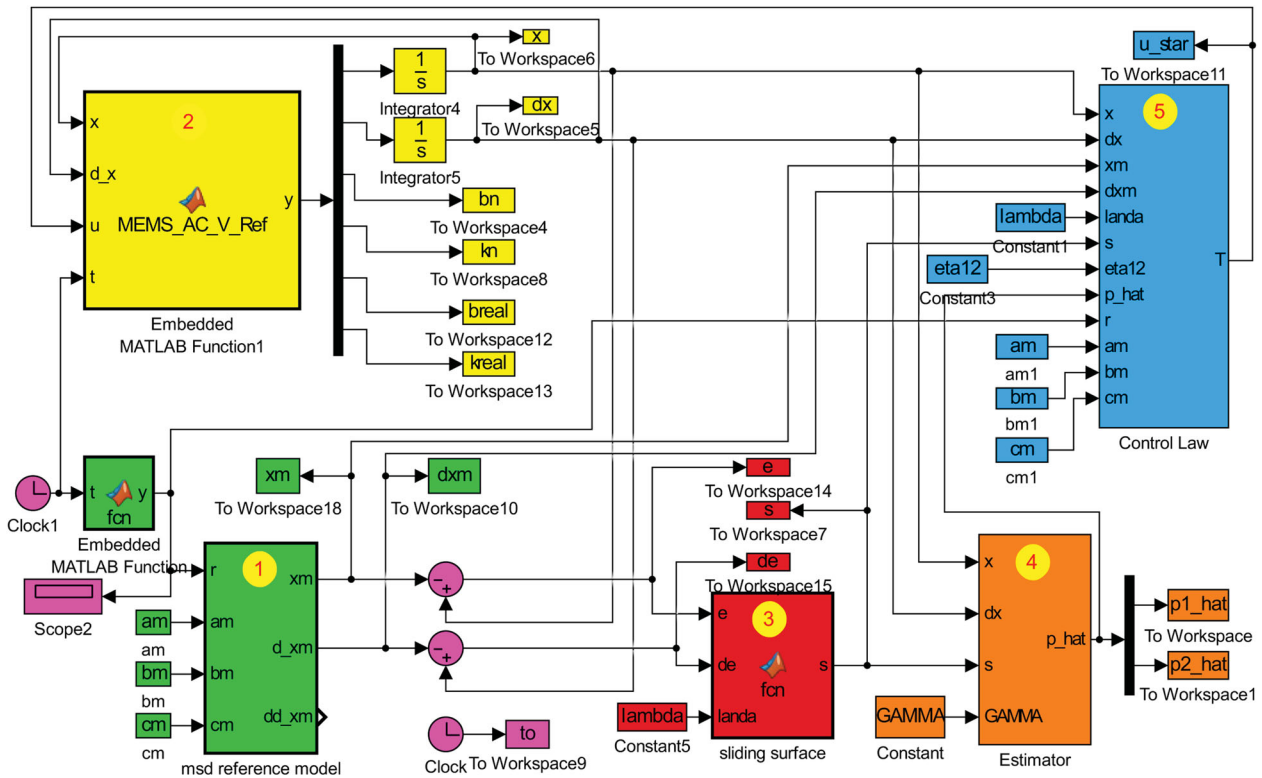 x
To Workspace6
u_star
To Workspace11
1
s
Integrator4
dx
To Workspace5
1
s
Integrator5
2
x
d_x
u
t
MEMS_AC_V_Ref
y
Embedded
MATLAB Function1
bn
To Workspace4
kn
To Workspace8
breal
To Workspace12
kreal
To Workspace13
5
x
dx
xm
dxm
landa
s
eta12
p_hat
r
am
bm
cm
T
Control Law
lambda
Constant1
eta12
Constant3
am
am1
bm
bm1
cm
cm1
Clock1
t
y
fcn
Embedded
MATLAB Function
Scope2
xm
To Workspace18
dxm
To Workspace10
e
To Workspace14
s
To Workspace7
de
To Workspace15
am
am
bm
bm
cm
cm
1
r
am
bm
cm
xm
d_xm
dd_xm
msd reference model
−
+
−
+
Clock
to
To Workspace9
3
e
de
landa
s
fcn
sliding surface
lambda
Constant5
4
x
dx
s
GAMMA
p_hat
Estimator
GAMMA
Constant
p1_hat
To Workspace
p2_hat
To Workspace1